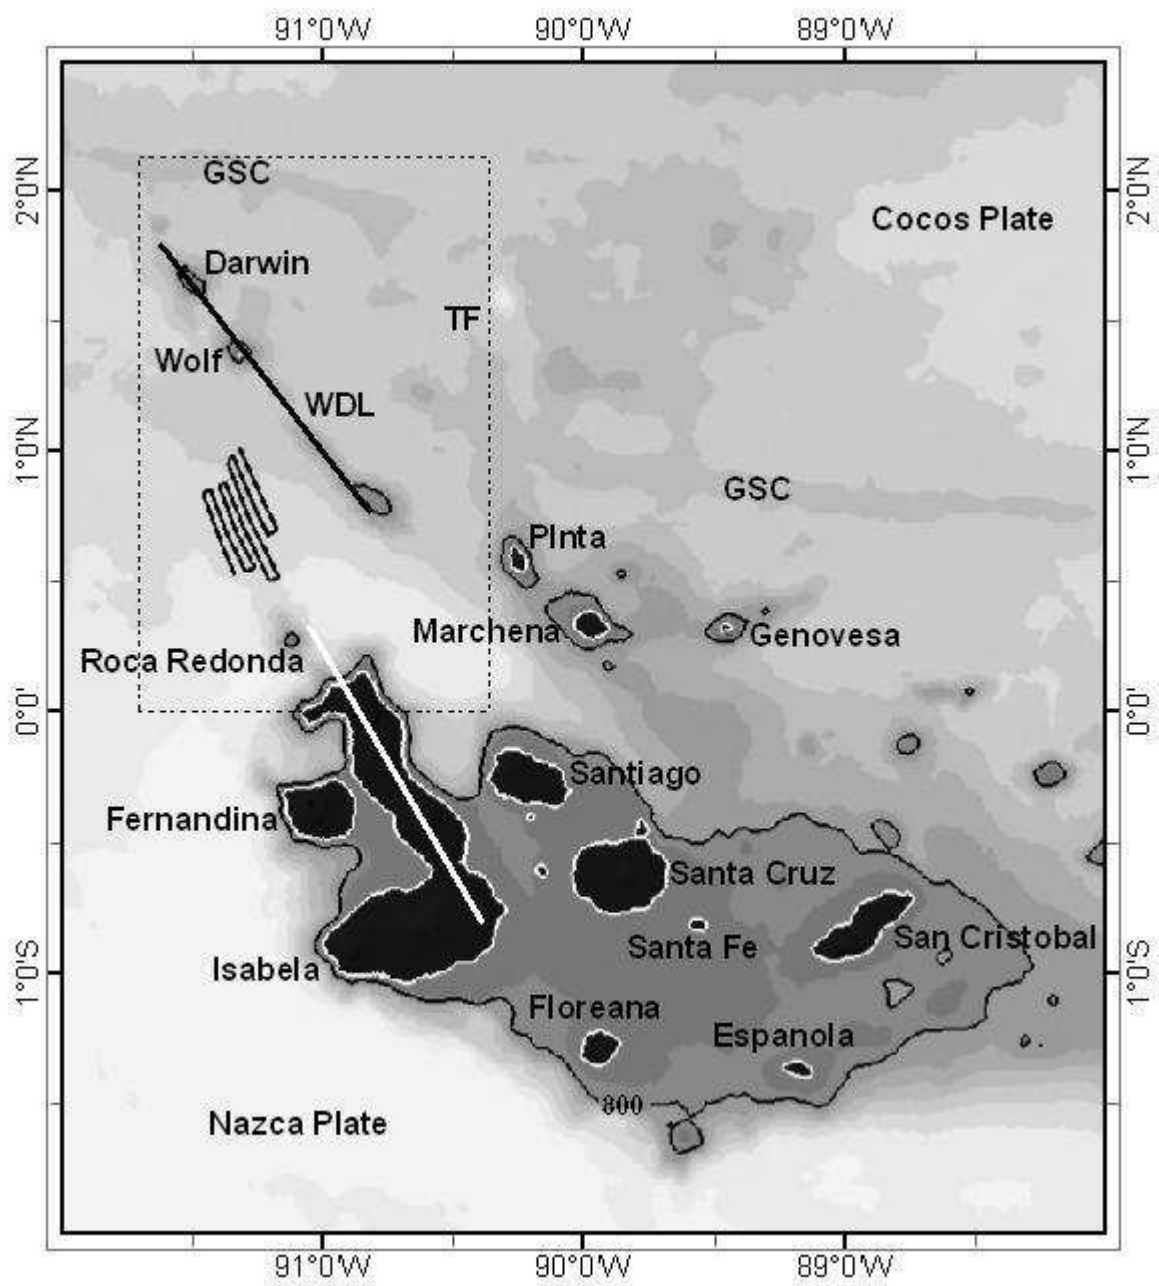 91°0'W 90°0'W 89°0'W
2°0'N GSC 2°0'N
Cocos Plate
Darwin
TF
Wolf
WDL
1°0'N 1°0'N
GSC
PInta
Marchena Genovesa
Roca Redonda
0°0' 0°0'
Santiago
Fernandina
Santa Cruz
Santa Fe San Cristobal
Isabela
1°0'S 1°0'S
Floreana
Espanola
800
Nazca Plate
91°0'W 90°0'W 89°0'W